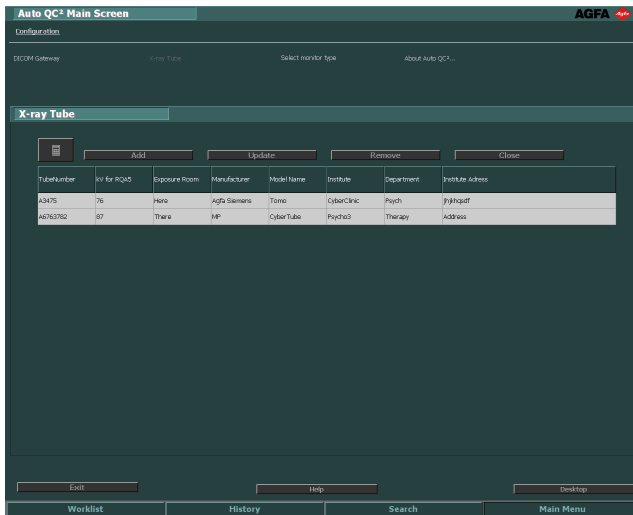 Auto QC² Main Screen
AGFA Agfa
Configuration
DICOM Gateway X-ray Tube Select monitor type About Auto QC²...
X-ray Tube
Add Update Remove Close
TubeNumber kV for RQA5 Exposure Room Manufacturer Model Name Institute Department Institute Adress
A3475 76 Here Agfa Siemens Tomo CyberClinic Psych jhjkhqsdf
A6763782 87 There MP CyberTube Psycho3 Therapy Address
Exit Help Desktop
Worklist History Search Main Menu